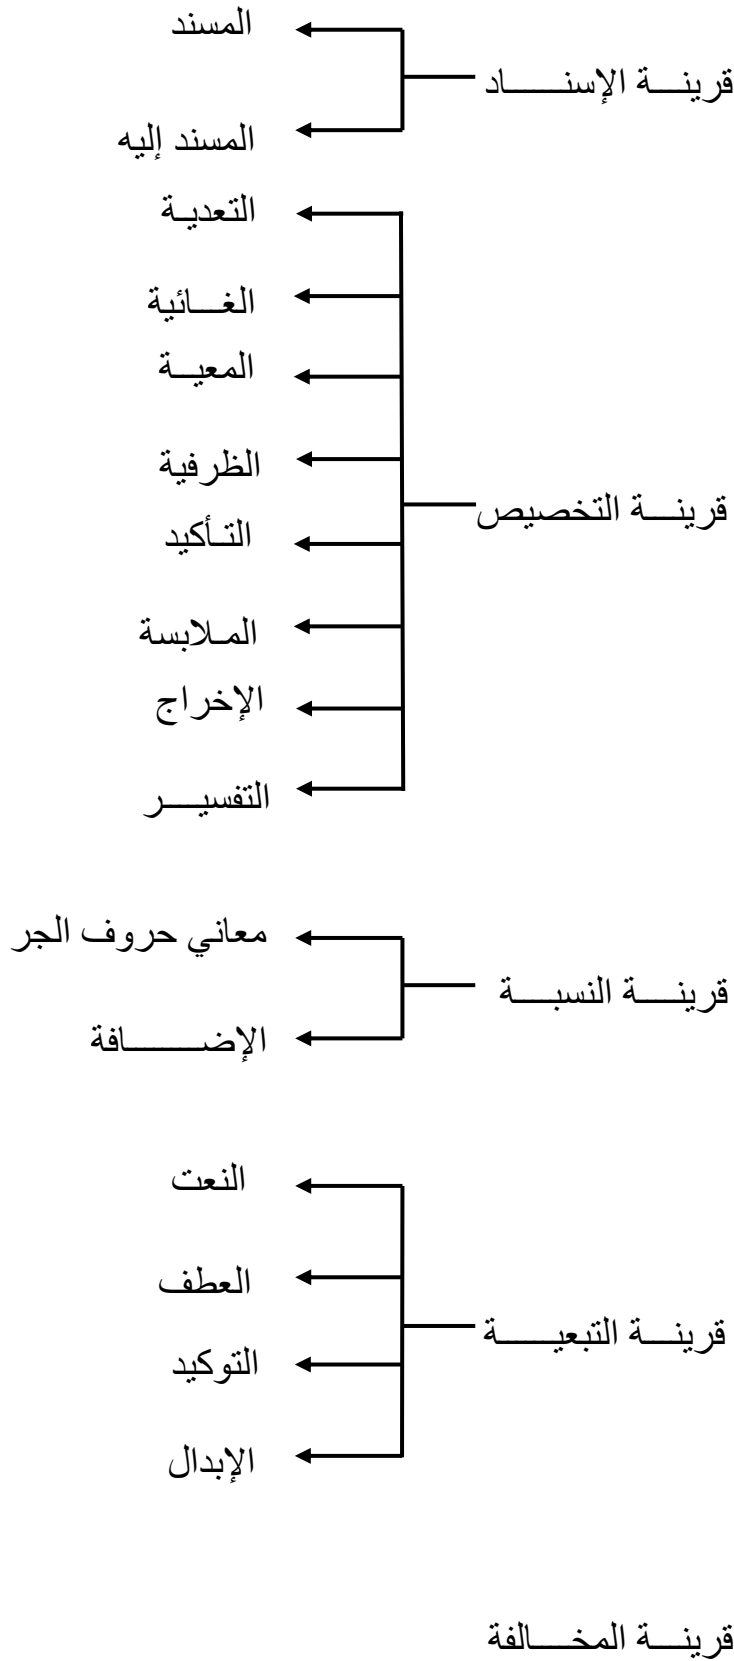 قرينة الإسناد
المسند
المسند إليه
قرينة التخصيص
التعدية
الغائية
المعية
الظرفية
التأكيد
الملابسة
الإخراج
التفسير
قرينة النسبة
معاني حروف الجر
الإضافة
قرينة التبعية
النعت
العطف
التوكيد
الإبدال
قرينة المخالفة